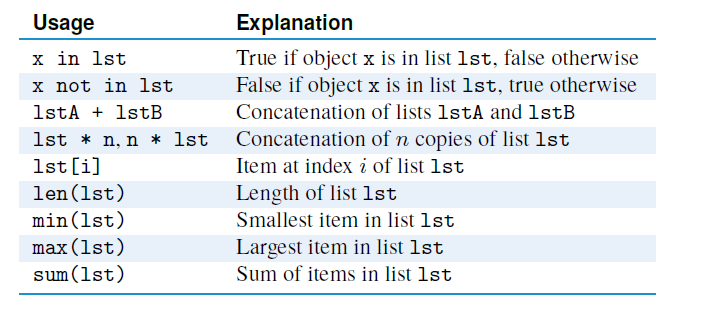 Usage Explanation
x in lst True if object x is in list lst, false otherwise
x not in lst False if object x is in list lst, true otherwise
lstA + lstB Concatenation of lists lstA and lstB
lst * n, n * lst Concatenation of n copies of list lst
lst[i] Item at index i of list lst
len(lst) Length of list lst
min(lst) Smallest item in list lst
max(lst) Largest item in list lst
sum(lst) Sum of items in list lst